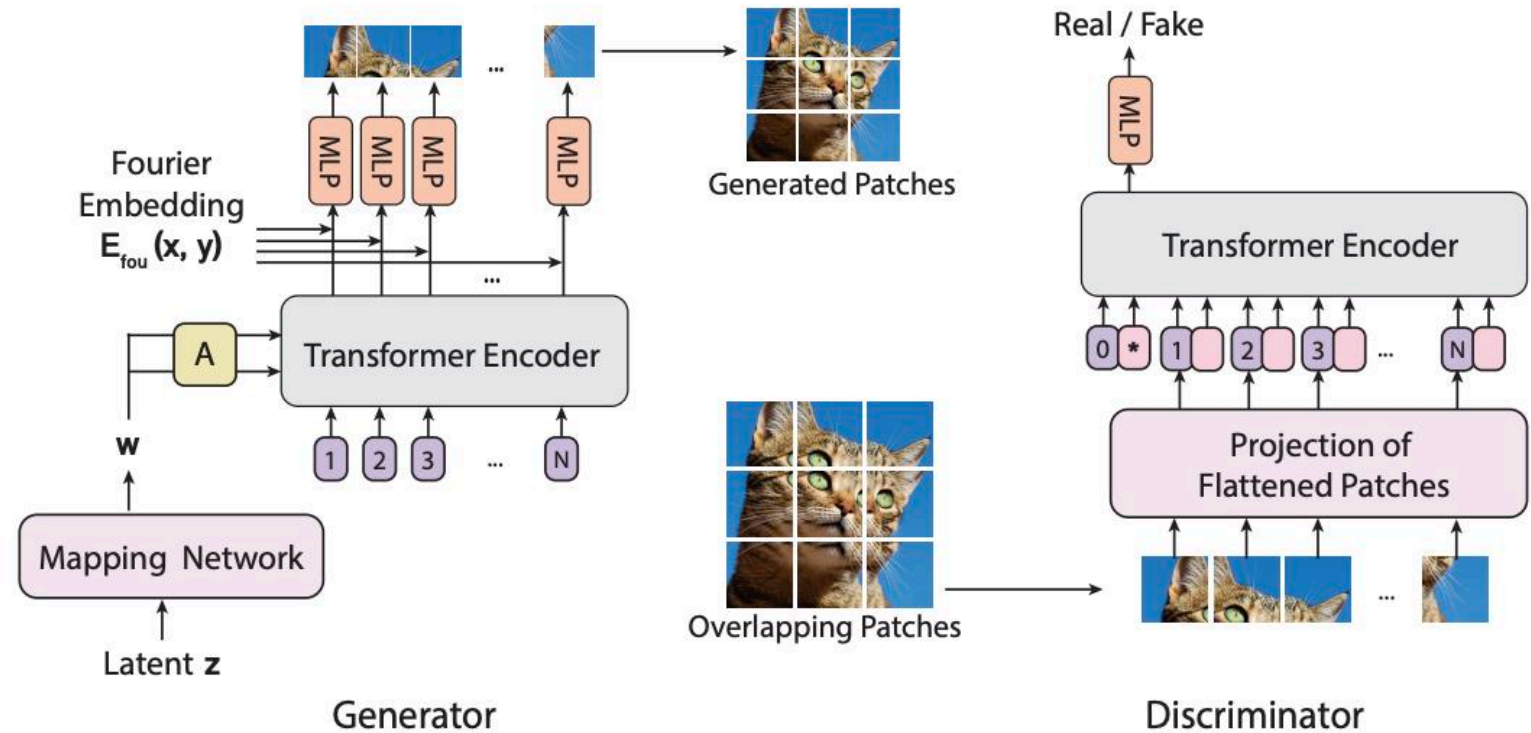 Real / Fake
MLP
...
MLP
MLP
MLP
MLP
Fourier
Embedding
E_fou (x, y)
Generated Patches
...
Transformer Encoder
A
Transformer Encoder
0 * 1 2 3 ... N
w
1 2 3 ... N
Projection of
Flattened Patches
Mapping Network
Overlapping Patches
...
Latent z
Generator
Discriminator